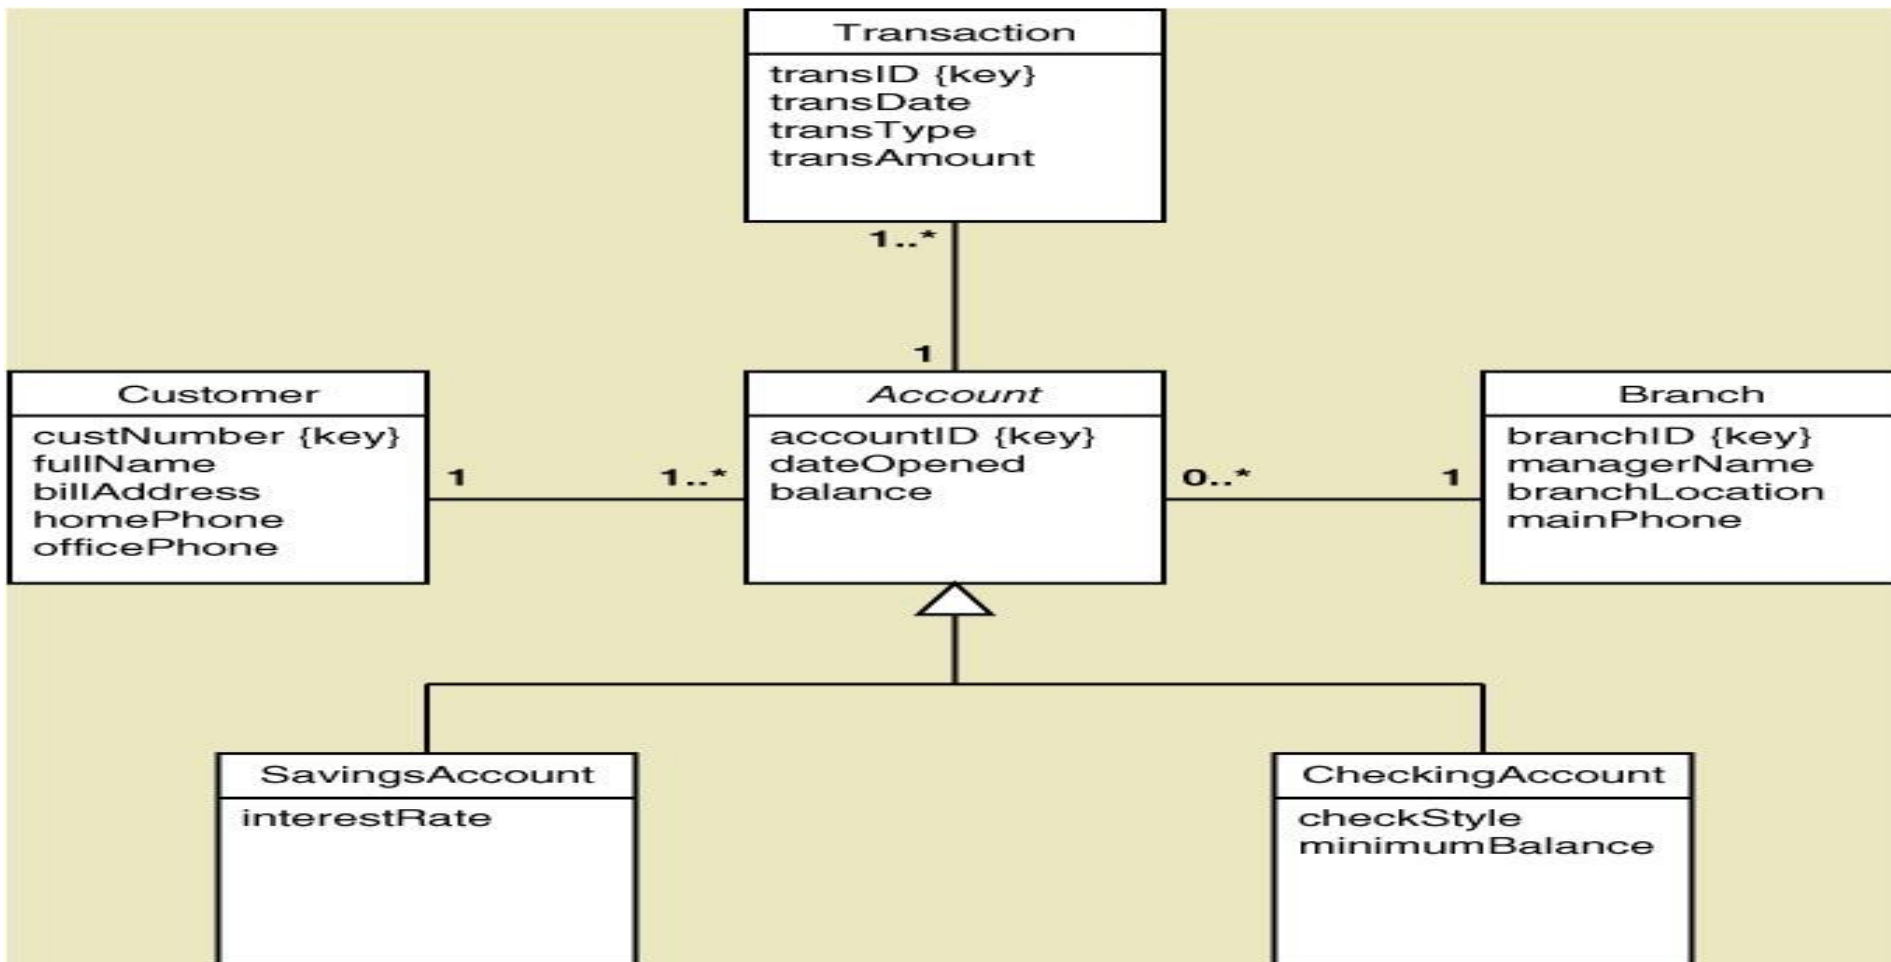 Transaction
transID {key}
transDate
transType
transAmount
1..*
1
Customer
custNumber {key}
fullName
billAddress
homePhone
officePhone
1
1..*
Account
accountID {key}
dateOpened
balance
0..*
1
Branch
branchID {key}
managerName
branchLocation
mainPhone
SavingsAccount
interestRate
CheckingAccount
checkStyle
minimumBalance